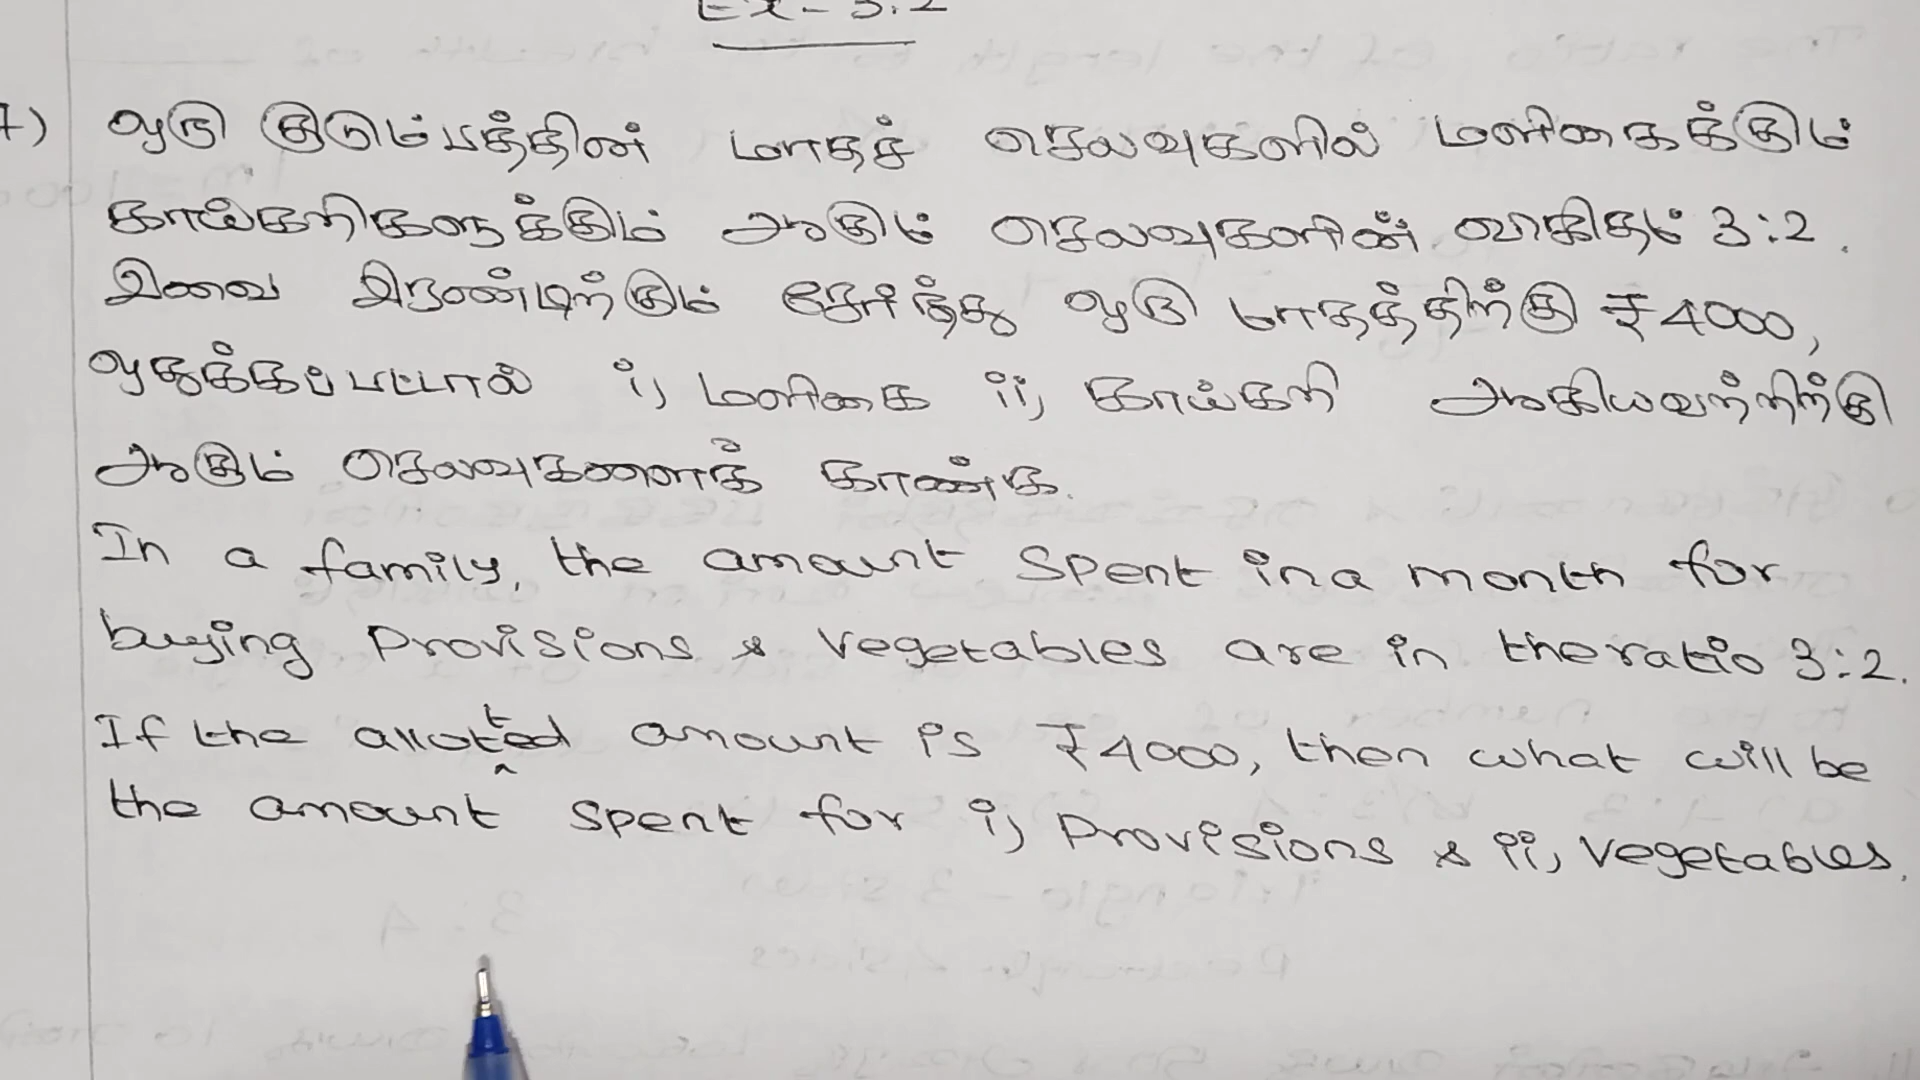 Ex - 3.2
7) ஒரு குடும்பத்தின் மாதச் செலவுகளில் மளிகைக்கும்
காய்கறிகளுக்கும் ஆகும் செலவுகளின் விகிதம் 3:2.
இவை இரண்டிற்கும் சேர்த்து ஒரு மாதத்திற்கு ₹4000,
ஒதுக்கப்பட்டால் i) மளிகை ii) காய்கறி ஆகியவற்றிற்கு
ஆகும் செலவுகளைக் காண்க.
In a family, the amount spent in a month for
buying Provisions & Vegetables are in the ratio 3:2.
If the allotted amount is ₹4000, then what will be
the amount spent for i) Provisions & ii) Vegetables.